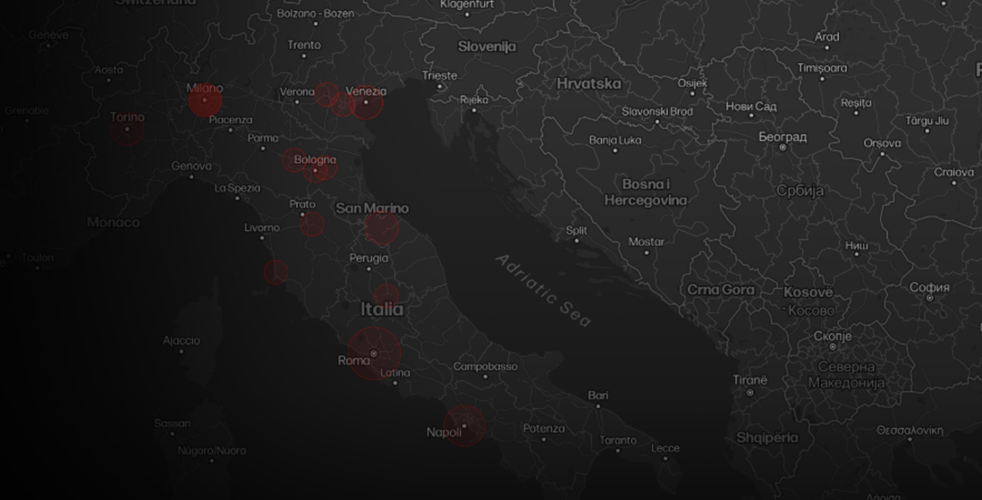 Switzerland
Klagenfurt
Bolzano - Bozen
Genève
Arad
Trento
Slovenija
Aosta
Trieste
Timișoara
Milano
Verona
Venezia
Hrvatska
Osijek
Grenoble
Rijeka
Нови Сад
Reșița
Torino
Piacenza
Slavonski Brod
Târgu Jiu
Parma
Banja Luka
Београд
Orșova
Genova
Bologna
Craiova
La Spezia
Bosna i
Hercegovina
Србија
Prato
San Marino
Monaco
Livorno
Split
Mostar
Ниш
Toulon
Perugia
Adriatic Sea
Crna Gora
Kosovë
- Косово
София
Italia
Ajaccio
Скопје
Roma
Latina
Campobasso
Северна
Македонија
Tiranë
Bari
Sassari
Napoli
Potenza
Θεσσαλονίκη
Taranto
Lecce
Shqipëria
Nùgoro/Nuoro